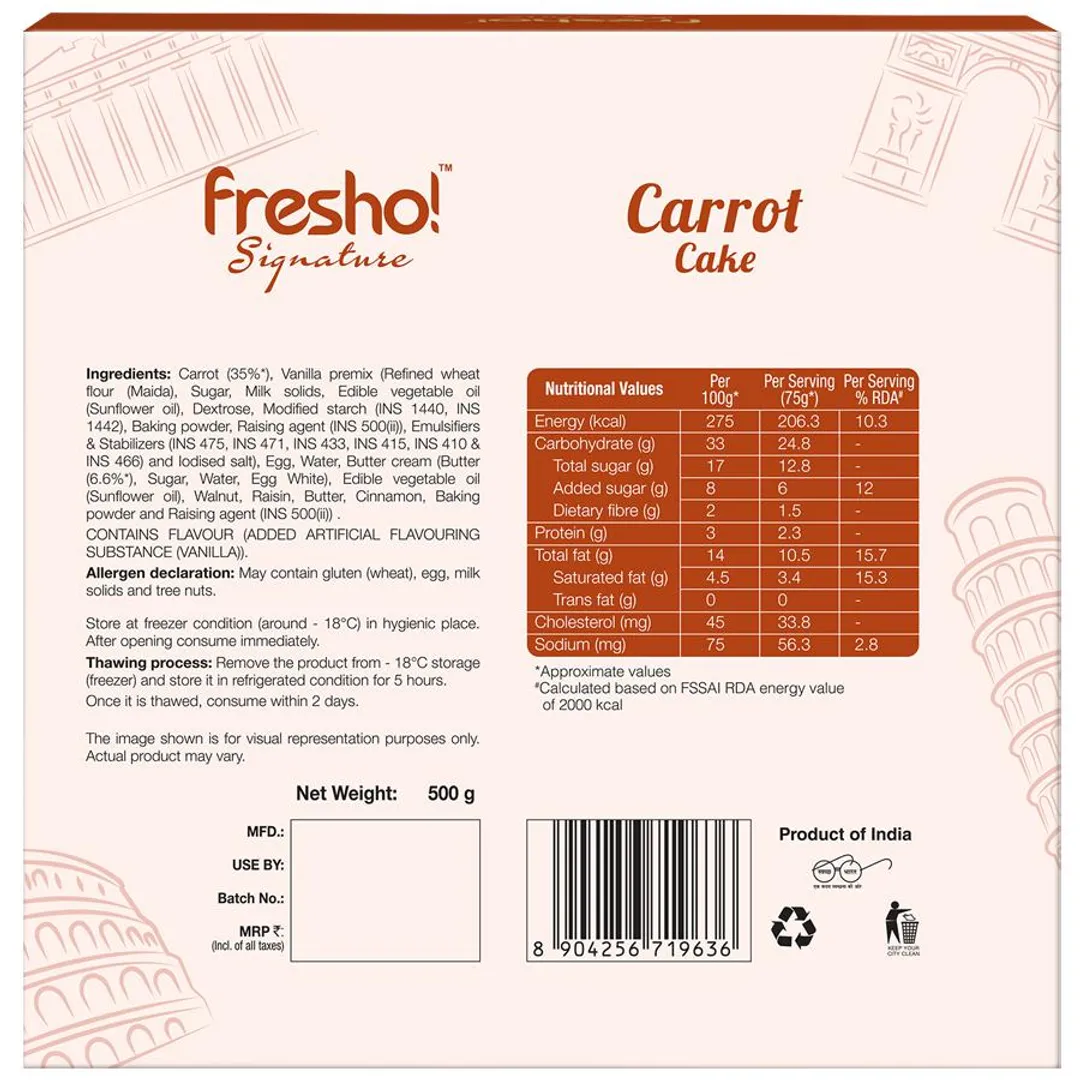 fresho!™
Signature
Carrot
Cake
Ingredients: Carrot (35%*), Vanilla premix (Refined wheat
flour (Maida), Sugar, Milk solids, Edible vegetable oil
(Sunflower oil), Dextrose, Modified starch (INS 1440, INS
1442), Baking powder, Raising agent (INS 500(ii)), Emulsifiers
& Stabilizers (INS 475, INS 471, INS 433, INS 415, INS 410 &
INS 466) and Iodised salt), Egg, Water, Butter cream (Butter
(6.6%*), Sugar, Water, Egg White), Edible vegetable oil
(Sunflower oil), Walnut, Raisin, Butter, Cinnamon, Baking
powder and Raising agent (INS 500(ii)) .
CONTAINS FLAVOUR (ADDED ARTIFICIAL FLAVOURING
SUBSTANCE (VANILLA)).
Allergen declaration: May contain gluten (wheat), egg, milk
solids and tree nuts.
Store at freezer condition (around - 18°C) in hygienic place.
After opening consume immediately.
Thawing process: Remove the product from - 18°C storage
(freezer) and store it in refrigerated condition for 5 hours.
Once it is thawed, consume within 2 days.
The image shown is for visual representation purposes only.
Actual product may vary.
Net Weight: 500 g
MFD.:
USE BY:
Batch No.:
MRP ₹:
(Incl. of all taxes)
Nutritional Values Per 100g* Per Serving (75g*) Per Serving % RDA#
Energy (kcal) 275 206.3 10.3
Carbohydrate (g) 33 24.8 -
Total sugar (g) 17 12.8 -
Added sugar (g) 8 6 12
Dietary fibre (g) 2 1.5 -
Protein (g) 3 2.3 -
Total fat (g) 14 10.5 15.7
Saturated fat (g) 4.5 3.4 15.3
Trans fat (g) 0 0 -
Cholesterol (mg) 45 33.8 -
Sodium (mg) 75 56.3 2.8
*Approximate values
#Calculated based on FSSAI RDA energy value
of 2000 kcal
8 904256 719636
Product of India
स्वच्छ भारत
एक कदम स्वच्छता की ओर
KEEP YOUR
CITY CLEAN